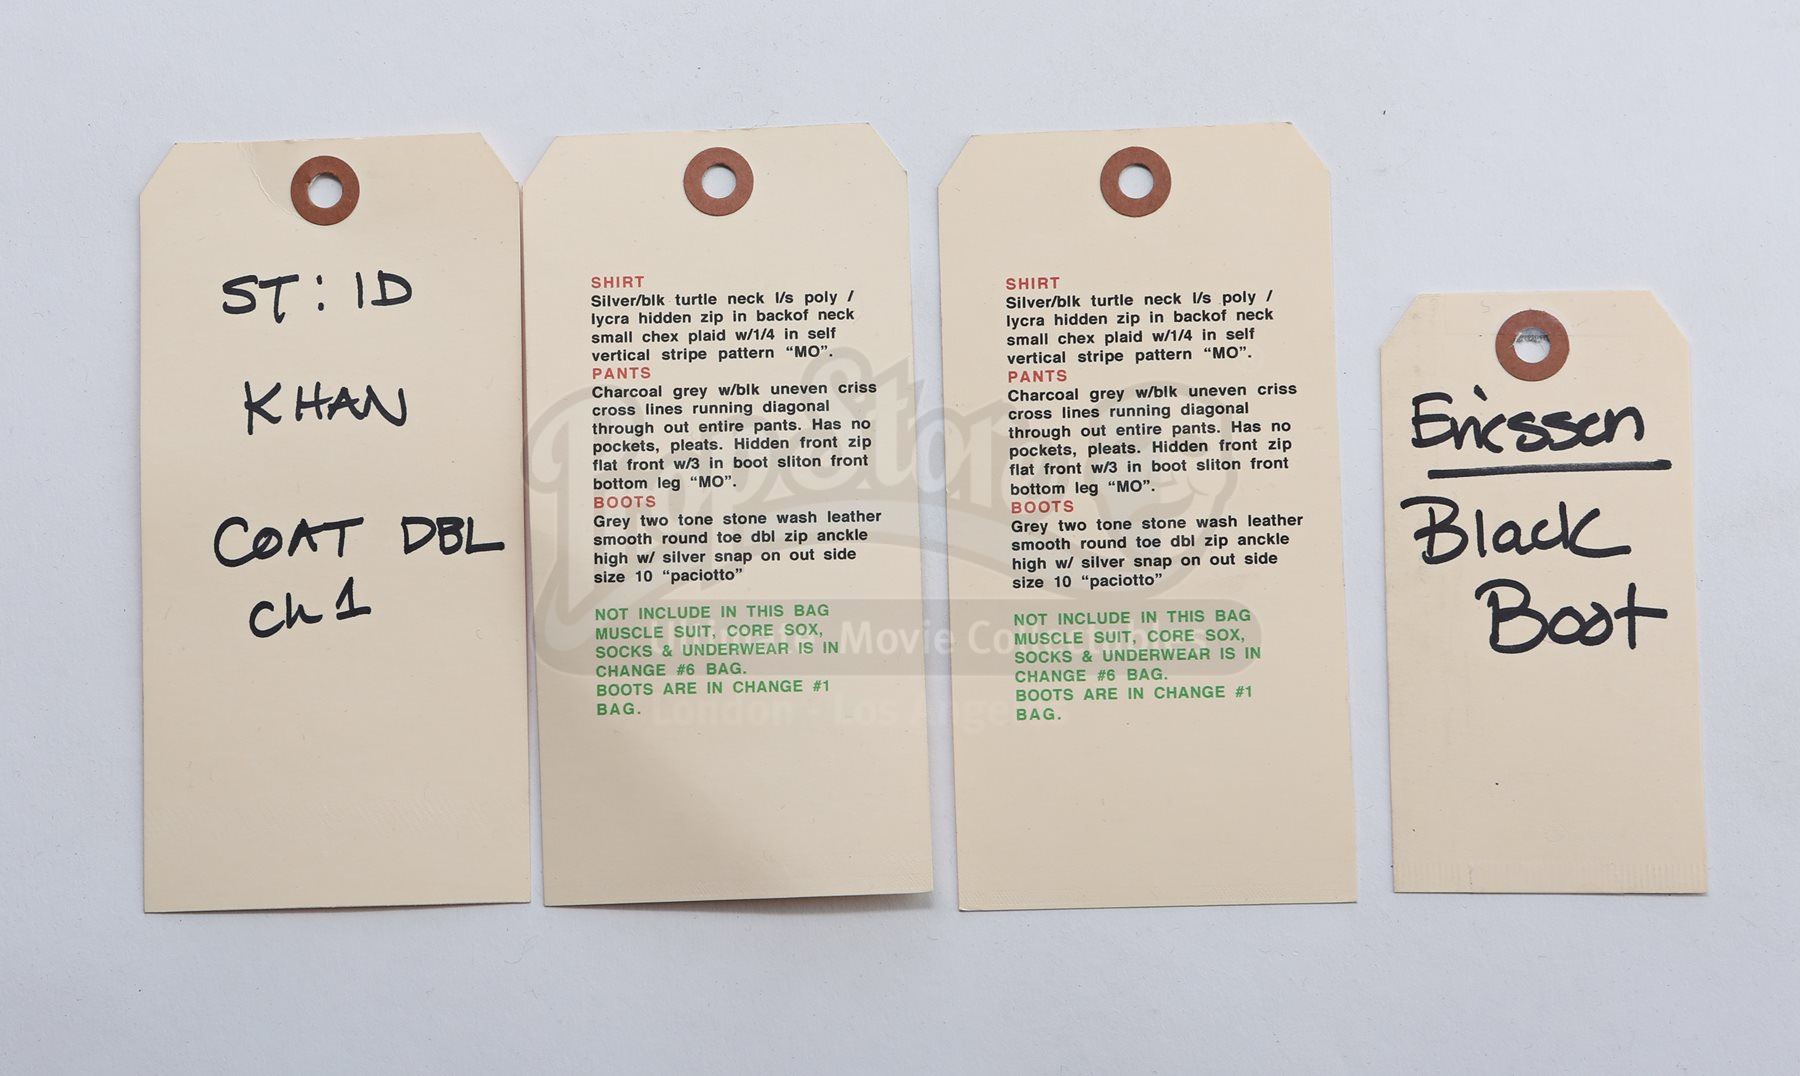 ST: ID
KHAN
COAT DBL
Ch 1
SHIRT
Silver/blk turtle neck l/s poly /
lycra hidden zip in backof neck
small chex plaid w/1/4 in self
vertical stripe pattern “MO”.
PANTS
Charcoal grey w/blk uneven criss
cross lines running diagonal
through out entire pants. Has no
pockets, pleats. Hidden front zip
flat front w/3 in boot sliton front
bottom leg “MO”.
BOOTS
Grey two tone stone wash leather
smooth round toe dbl zip anckle
high w/ silver snap on out side
size 10 “paciotto”
NOT INCLUDE IN THIS BAG
MUSCLE SUIT, CORE SOX,
SOCKS & UNDERWEAR IS IN
CHANGE #6 BAG.
BOOTS ARE IN CHANGE #1
BAG.
SHIRT
Silver/blk turtle neck l/s poly /
lycra hidden zip in backof neck
small chex plaid w/1/4 in self
vertical stripe pattern “MO”.
PANTS
Charcoal grey w/blk uneven criss
cross lines running diagonal
through out entire pants. Has no
pockets, pleats. Hidden front zip
flat front w/3 in boot sliton front
bottom leg “MO”.
BOOTS
Grey two tone stone wash leather
smooth round toe dbl zip anckle
high w/ silver snap on out side
size 10 “paciotto”
NOT INCLUDE IN THIS BAG
MUSCLE SUIT, CORE SOX,
SOCKS & UNDERWEAR IS IN
CHANGE #6 BAG.
BOOTS ARE IN CHANGE #1
BAG.
Ericsson
Black
Boot
PropStore
Ultimate Movie Collectibles
London - Los Angeles